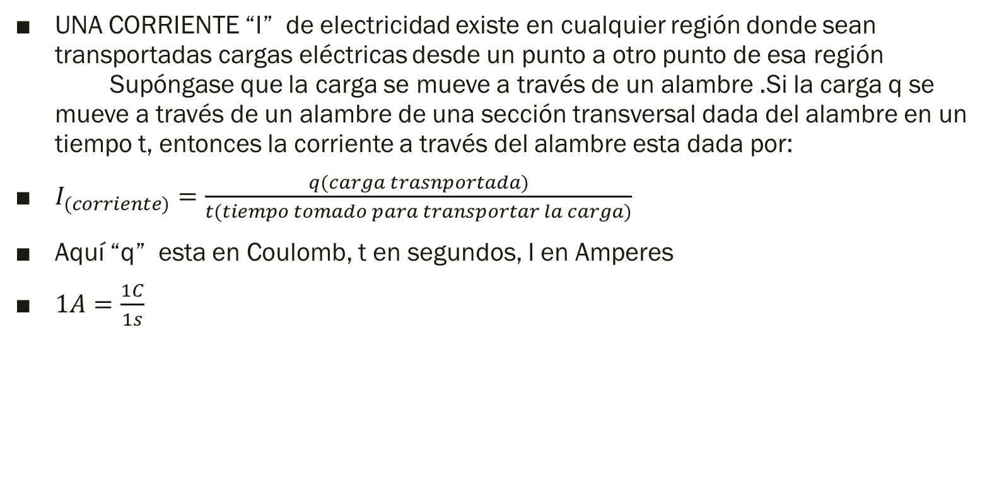 ■ UNA CORRIENTE “I”  de electricidad existe en cualquier región donde sean
transportadas cargas eléctricas desde un punto a otro punto de esa región
Supóngase que la carga se mueve a través de un alambre .Si la carga q se
mueve a través de un alambre de una sección transversal dada del alambre en un
tiempo t, entonces la corriente a través del alambre esta dada por:
■ I_(corriente) = q(carga trasnportada) / t(tiempo tomado para transportar la carga)
■ Aquí “q”  esta en Coulomb, t en segundos, I en Amperes
■ 1A = 1C / 1s